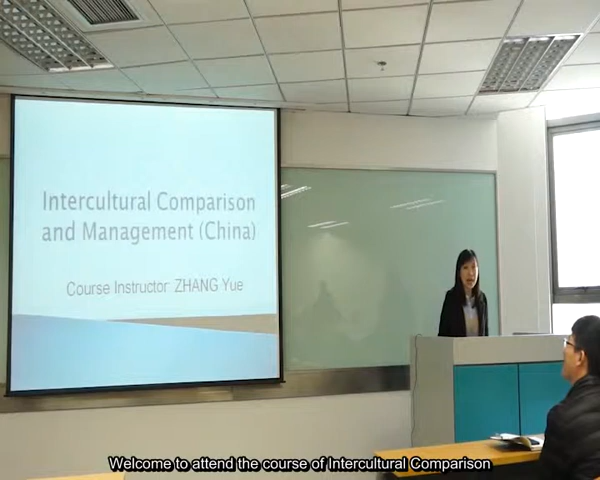 Intercultural Comparison
and Management (China)
Course Instructor: ZHANG Yue
Welcome to attend the course of Intercultural Comparison